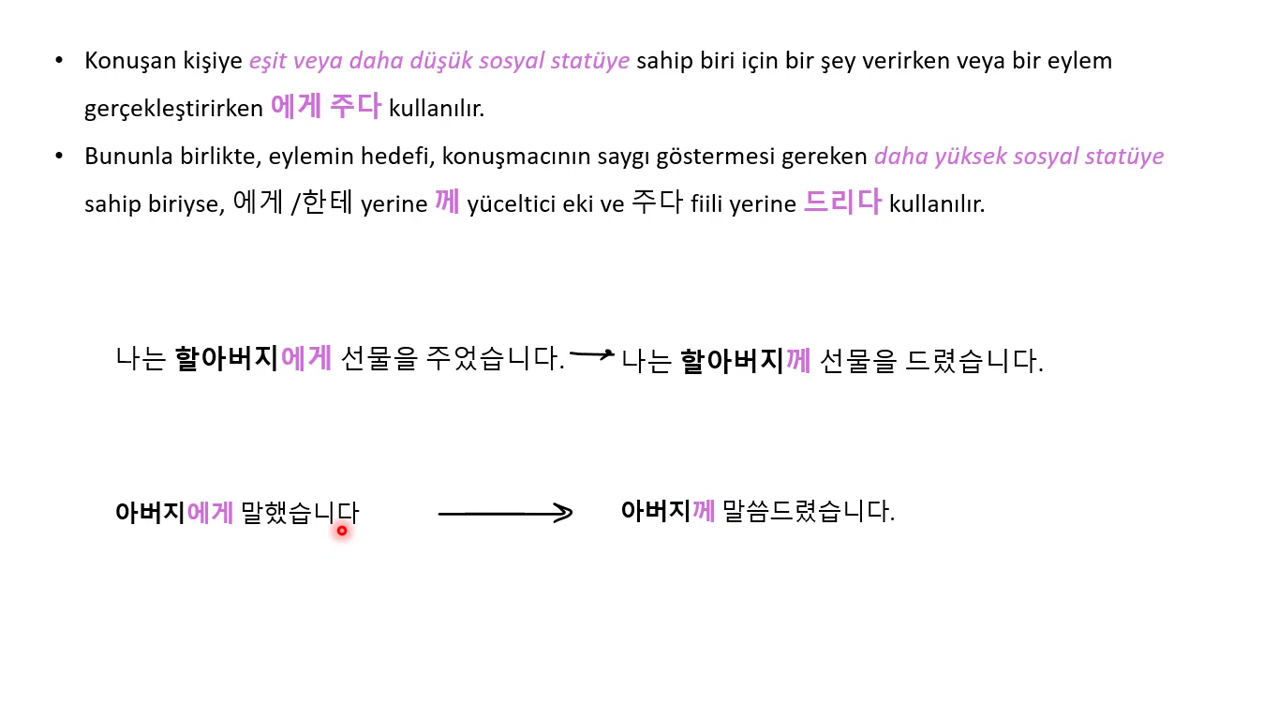 • Konuşan kişiye eşit veya daha düşük sosyal statüye sahip biri için bir şey verirken veya bir eylem
gerçekleştirirken 에게 주다 kullanılır.
• Bununla birlikte, eylemin hedefi, konuşmacının saygı göstermesi gereken daha yüksek sosyal statüye
sahip biriyse, 에게 /한테 yerine 께 yüceltici eki ve 주다 fiili yerine 드리다 kullanılır.
나는 할아버지에게 선물을 주었습니다. 나는 할아버지께 선물을 드렸습니다.
아버지에게 말했습니다 아버지께 말씀드렸습니다.